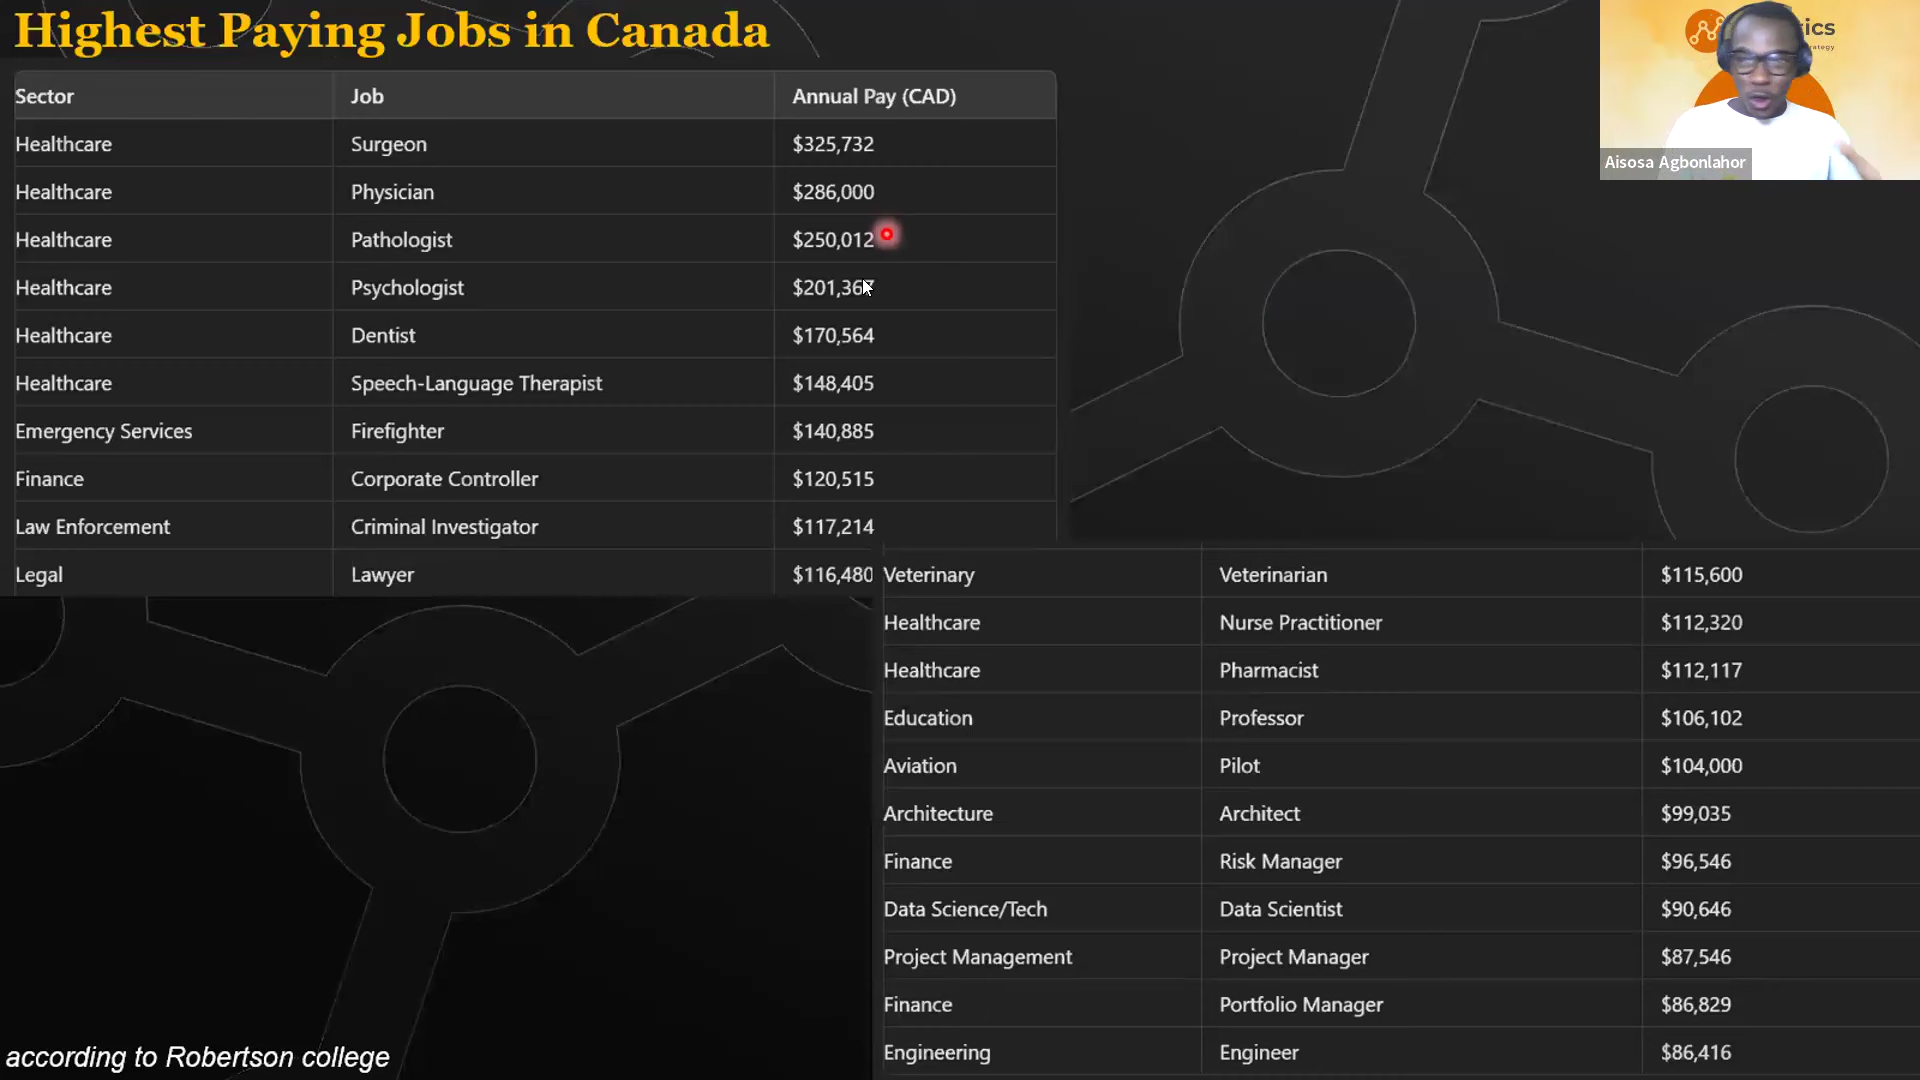 Highest Paying Jobs in Canada
Sector Job Annual Pay (CAD)
Healthcare Surgeon $325,732
Healthcare Physician $286,000
Healthcare Pathologist $250,012
Healthcare Psychologist
Healthcare Dentist $170,564
Healthcare Speech-Language Therapist $148,405
Emergency Services Firefighter $140,885
Finance Corporate Controller $120,515
Law Enforcement Criminal Investigator $117,214
Legal Lawyer $116,480
Veterinary Veterinarian $115,600
Healthcare Nurse Practitioner $112,320
Healthcare Pharmacist $112,117
Education Professor $106,102
Aviation Pilot $104,000
Architecture Architect $99,035
Finance Risk Manager $96,546
Data Science/Tech Data Scientist $90,646
Project Management Project Manager $87,546
Finance Portfolio Manager $86,829
Engineering Engineer $86,416
according to Robertson college
Aisosa Agbonlahor